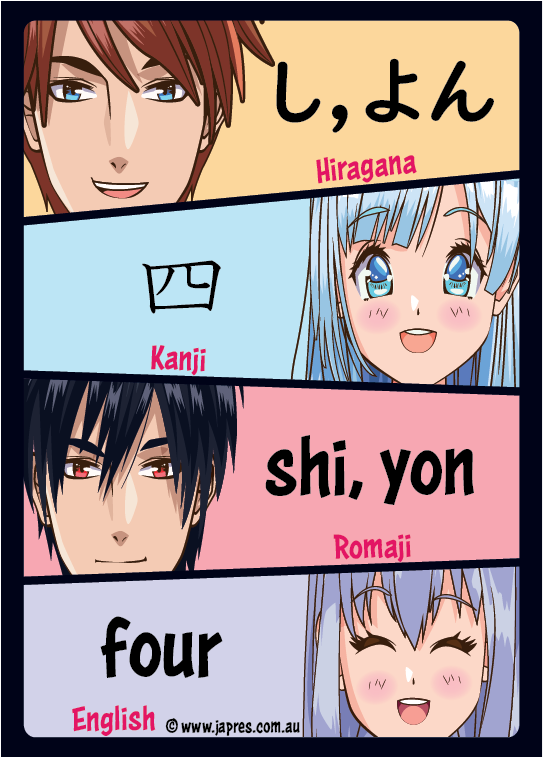 し,よん
Hiragana
四
Kanji
shi, yon
Romaji
four
English © www.japres.com.au